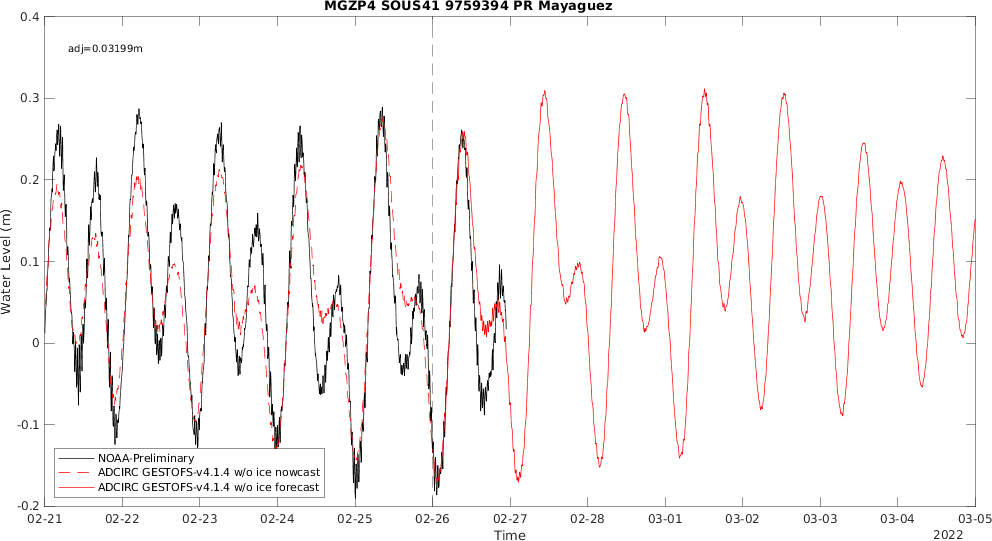 MGZP4 SOUS41 9759394 PR Mayaguez
0.4
adj=0.03199m
0.3
0.2
0.1
0
-0.1
-0.2
Water Level (m)
NOAA-Preliminary
ADCIRC GESTOFS-v4.1.4 w/o ice nowcast
ADCIRC GESTOFS-v4.1.4 w/o ice forecast
02-21 02-22 02-23 02-24 02-25 02-26 02-27 02-28 03-01 03-02 03-03 03-04 03-05
Time
2022